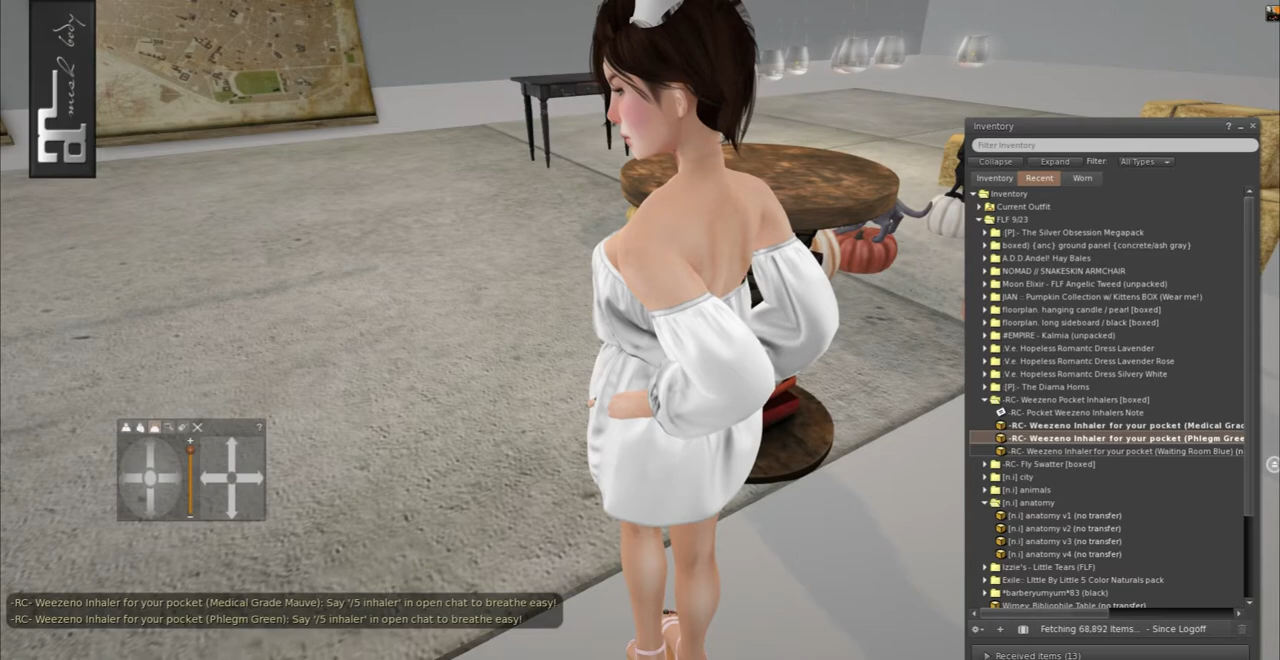 mesh body
Inventory
?
Filter Inventory
Collapse Expand Filter: All Types
Inventory Recent Worn
Inventory
Current Outfit
FLF 9/23
:[P]:- The Silver Obsession Megapack
boxed) {anc} ground panel {concrete/ash gray}
A.D.D.Andel! Hay Bales
NOMAD // SNAKESKIN ARMCHAIR
Moon Elixir - FLF Angelic Tweed (unpacked)
JIAN :: Pumpkin Collection w/ Kittens BOX (Wear me!)
floorplan. hanging candle / pearl [boxed]
floorplan. long sideboard / black [boxed]
#EMPIRE - Kalmia (unpacked)
:V.e. Hopeless Romantc Dress Lavender
:V.e. Hopeless Romantc Dress Lavender Rose
:V.e. Hopeless Romantc Dress Silvery White
:[P]:- The Diama Horns
-RC- Weezeno Pocket Inhalers [boxed]
-RC- Pocket Weezeno Inhalers Note
-RC- Weezeno Inhaler for your pocket (Medical Grad
-RC- Weezeno Inhaler for your pocket (Phlegm Gree
-RC- Weezeno Inhaler for your pocket (Waiting Room Blue) (n
-RC- Fly Swatter [boxed]
[n.i] city
[n.i] animals
[n.i] anatomy
[n.i] anatomy v1 (no transfer)
[n.i] anatomy v2 (no transfer)
[n.i] anatomy v3 (no transfer)
[n.i] anatomy v4 (no transfer)
Izzie's - Little Tears (FLF)
Exile:: Little By Little 5 Color Naturals pack
*barberyumyum*83 (black)
Bibliophile Table (no transfer)
Fetching 68,892 Items... - Since Logoff
Received items (13)
?
-RC- Weezeno Inhaler for your pocket (Medical Grade Mauve): Say '/5 inhaler' in open chat to breathe easy!
-RC- Weezeno Inhaler for your pocket (Phlegm Green): Say '/5 inhaler' in open chat to breathe easy!